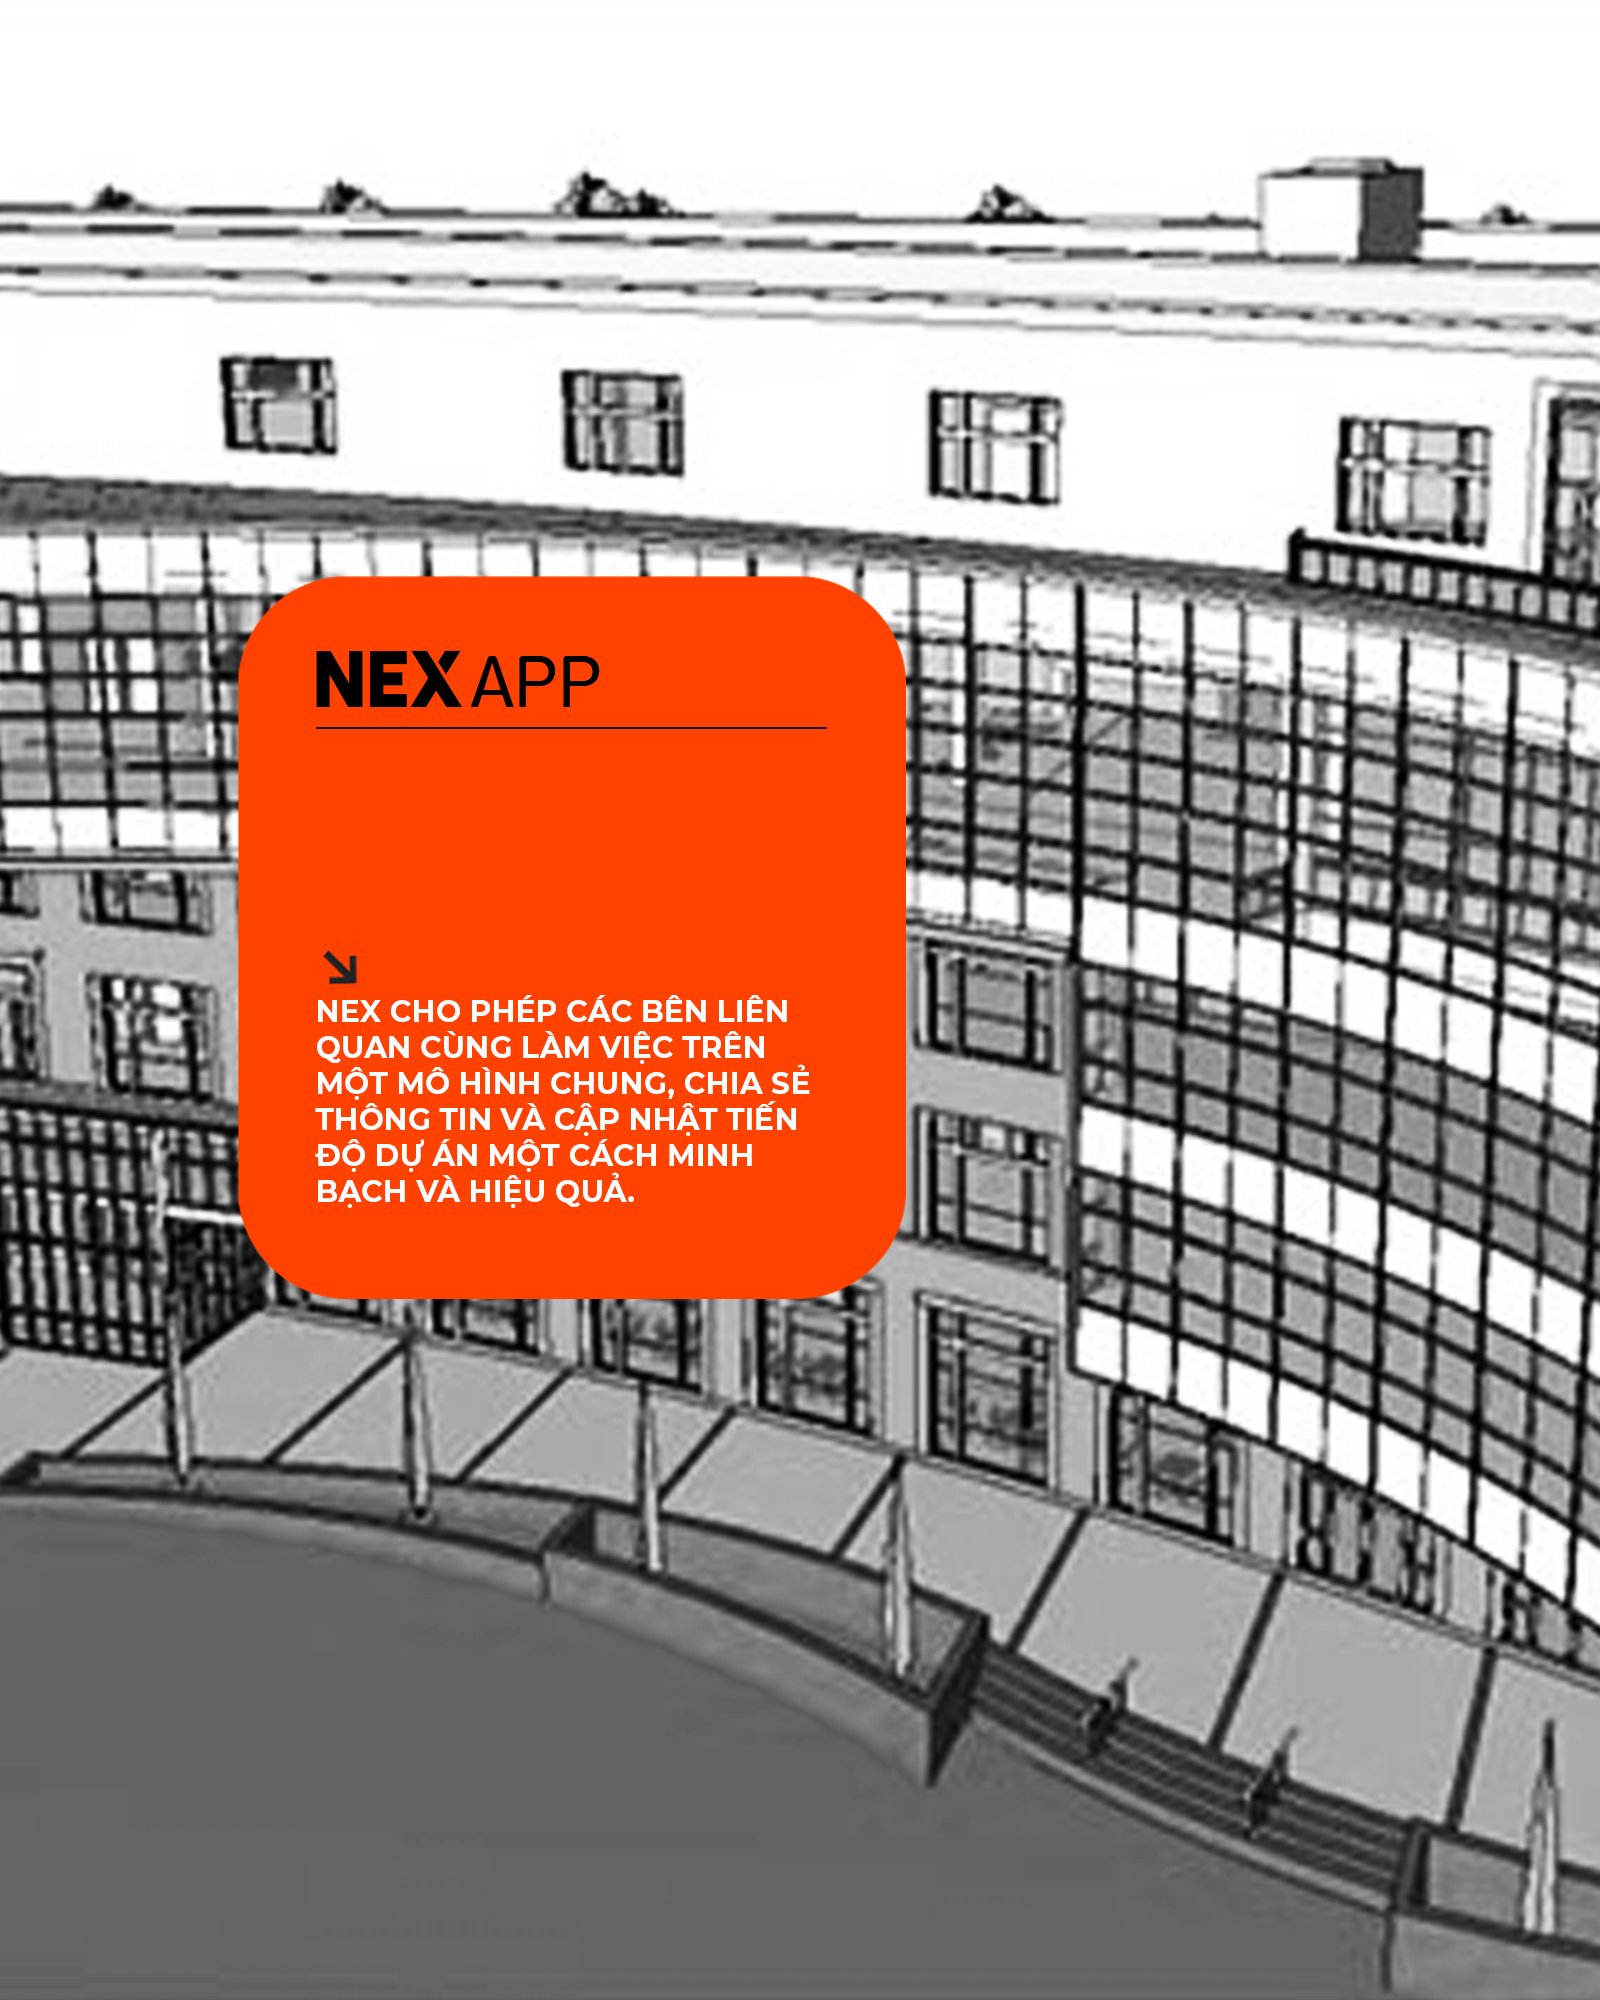 NEX APP
NEX CHO PHÉP CÁC BÊN LIÊN
QUAN CÙNG LÀM VIỆC TRÊN
MỘT MÔ HÌNH CHUNG, CHIA SẺ
THÔNG TIN VÀ CẬP NHẬT TIẾN
ĐỘ DỰ ÁN MỘT CÁCH MINH
BẠCH VÀ HIỆU QUẢ.